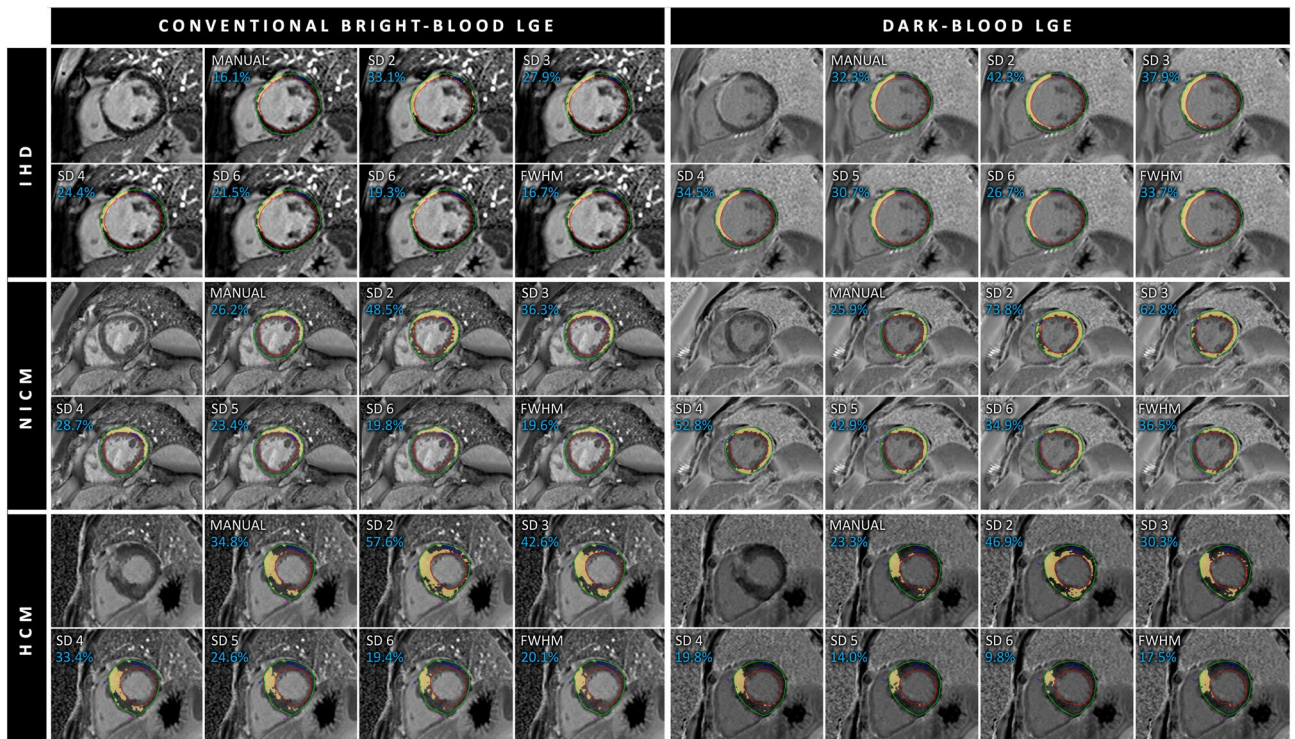 CONVENTIONAL BRIGHT-BLOOD LGE
DARK-BLOOD LGE
IHD
MANUAL SD 2 SD 3
16.1% 33.1% 27.9%
MANUAL SD 2 SD 3
32.3% 42.3% 37.9%
SD 4 SD 6 SD 6 FWHM
24.4% 21.5% 19.3% 16.7%
SD 4 SD 5 SD 6 FWHM
34.5% 30.7% 26.7% 33.7%
NICM
MANUAL SD 2 SD 3
26.2% 48.5% 36.3%
MANUAL SD 2 SD 3
25.9% 73.8% 62.8%
SD 4 SD 5 SD 6 FWHM
28.7% 23.4% 19.8% 19.6%
SD 4 SD 5 SD 6 FWHM
52.8% 42.9% 34.9% 36.5%
HCM
MANUAL SD 2 SD 3
34.8% 57.6% 42.6%
MANUAL SD 2 SD 3
23.3% 46.9% 30.3%
SD 4 SD 5 SD 6 FWHM
33.4% 24.6% 19.4% 20.1%
SD 4 SD 5 SD 6 FWHM
19.8% 14.0% 9.8% 17.5%